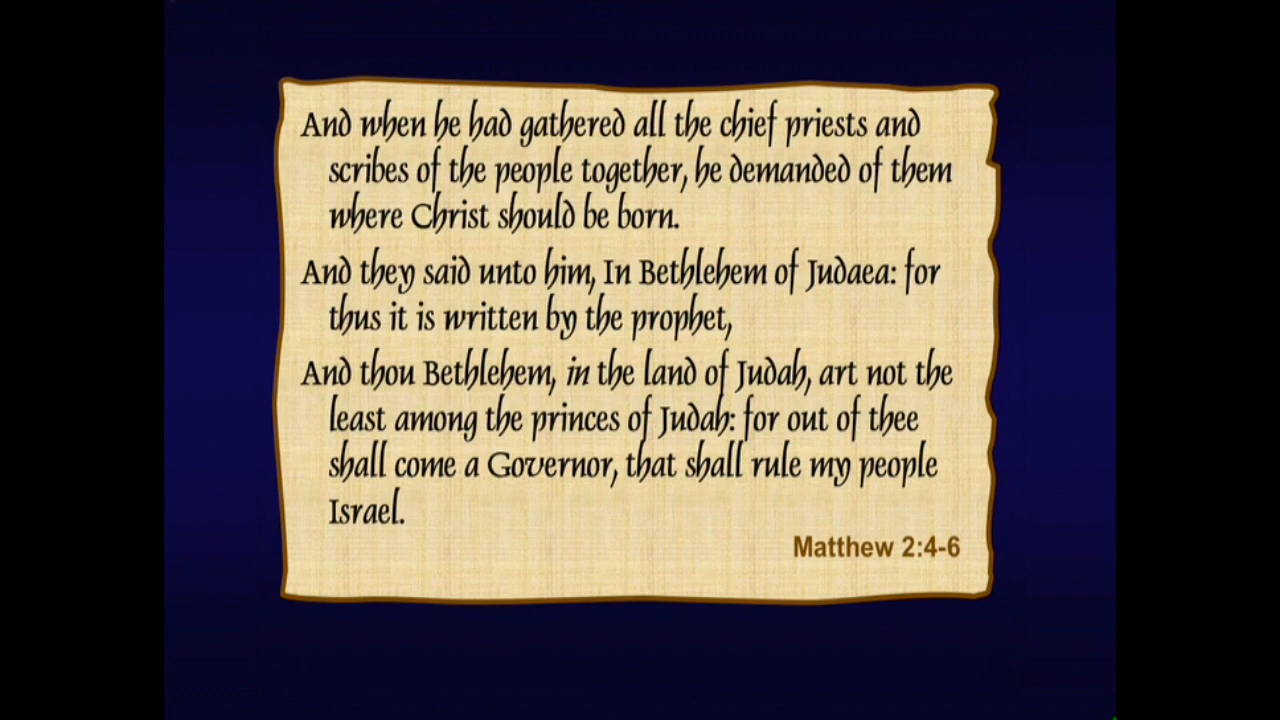 And when he had gathered all the chief priests and
scribes of the people together, he demanded of them
where Christ should be born.
And they said unto him, In Bethlehem of Judaea: for
thus it is written by the prophet,
And thou Bethlehem, in the land of Judah, art not the
least among the princes of Judah: for out of thee
shall come a Governor, that shall rule my people
Israel.
Matthew 2:4-6